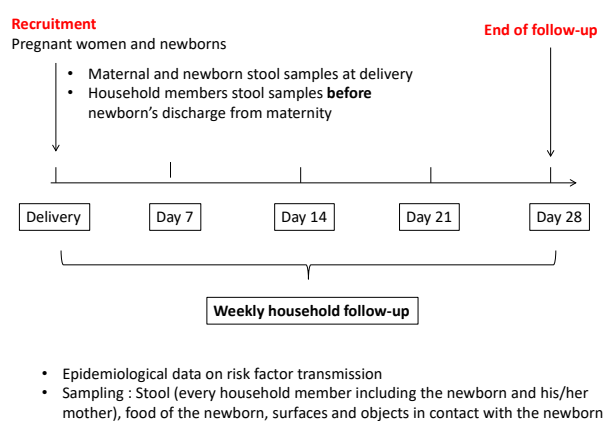 Recruitment
Pregnant women and newborns
End of follow-up
• Maternal and newborn stool samples at delivery
• Household members stool samples before
newborn's discharge from maternity
Delivery
Day 7
Day 14
Day 21
Day 28
Weekly household follow-up
• Epidemiological data on risk factor transmission
• Sampling : Stool (every household member including the newborn and his/her
mother), food of the newborn, surfaces and objects in contact with the newborn